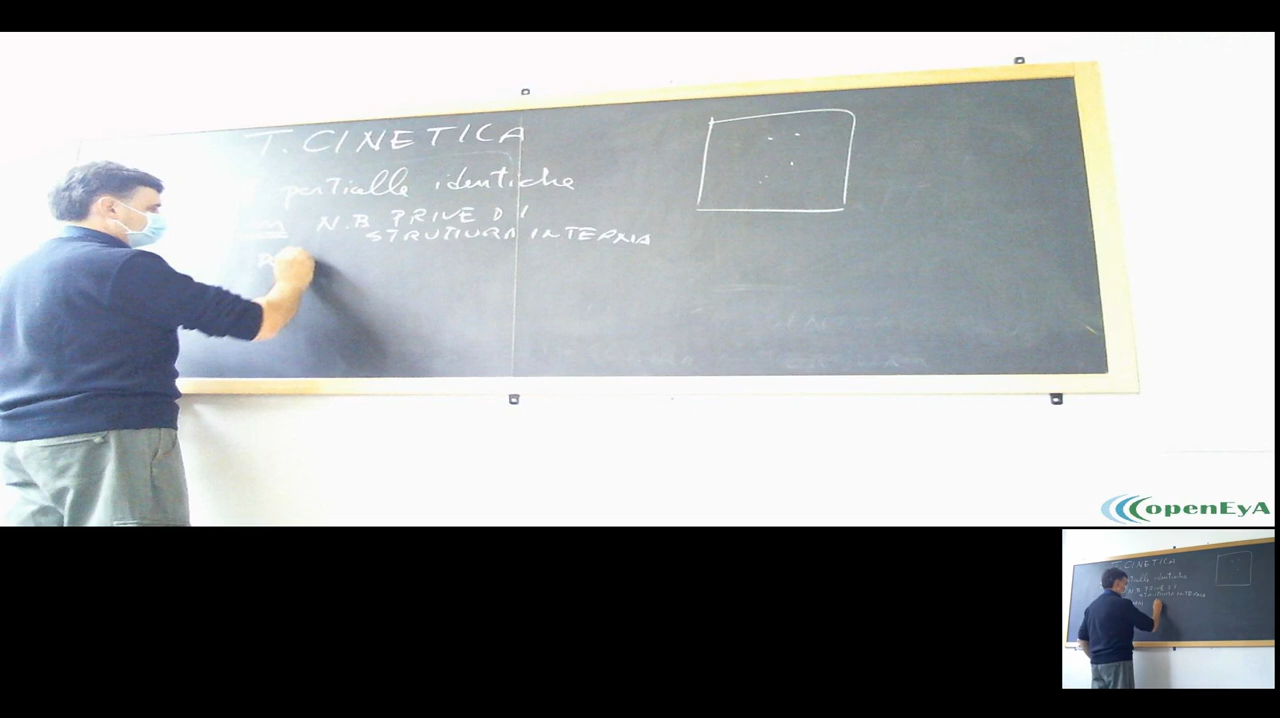 T. CINETICA
particelle identiche
m N.B. PRIVE DI
STRUTTURA INTERNA
openEyA